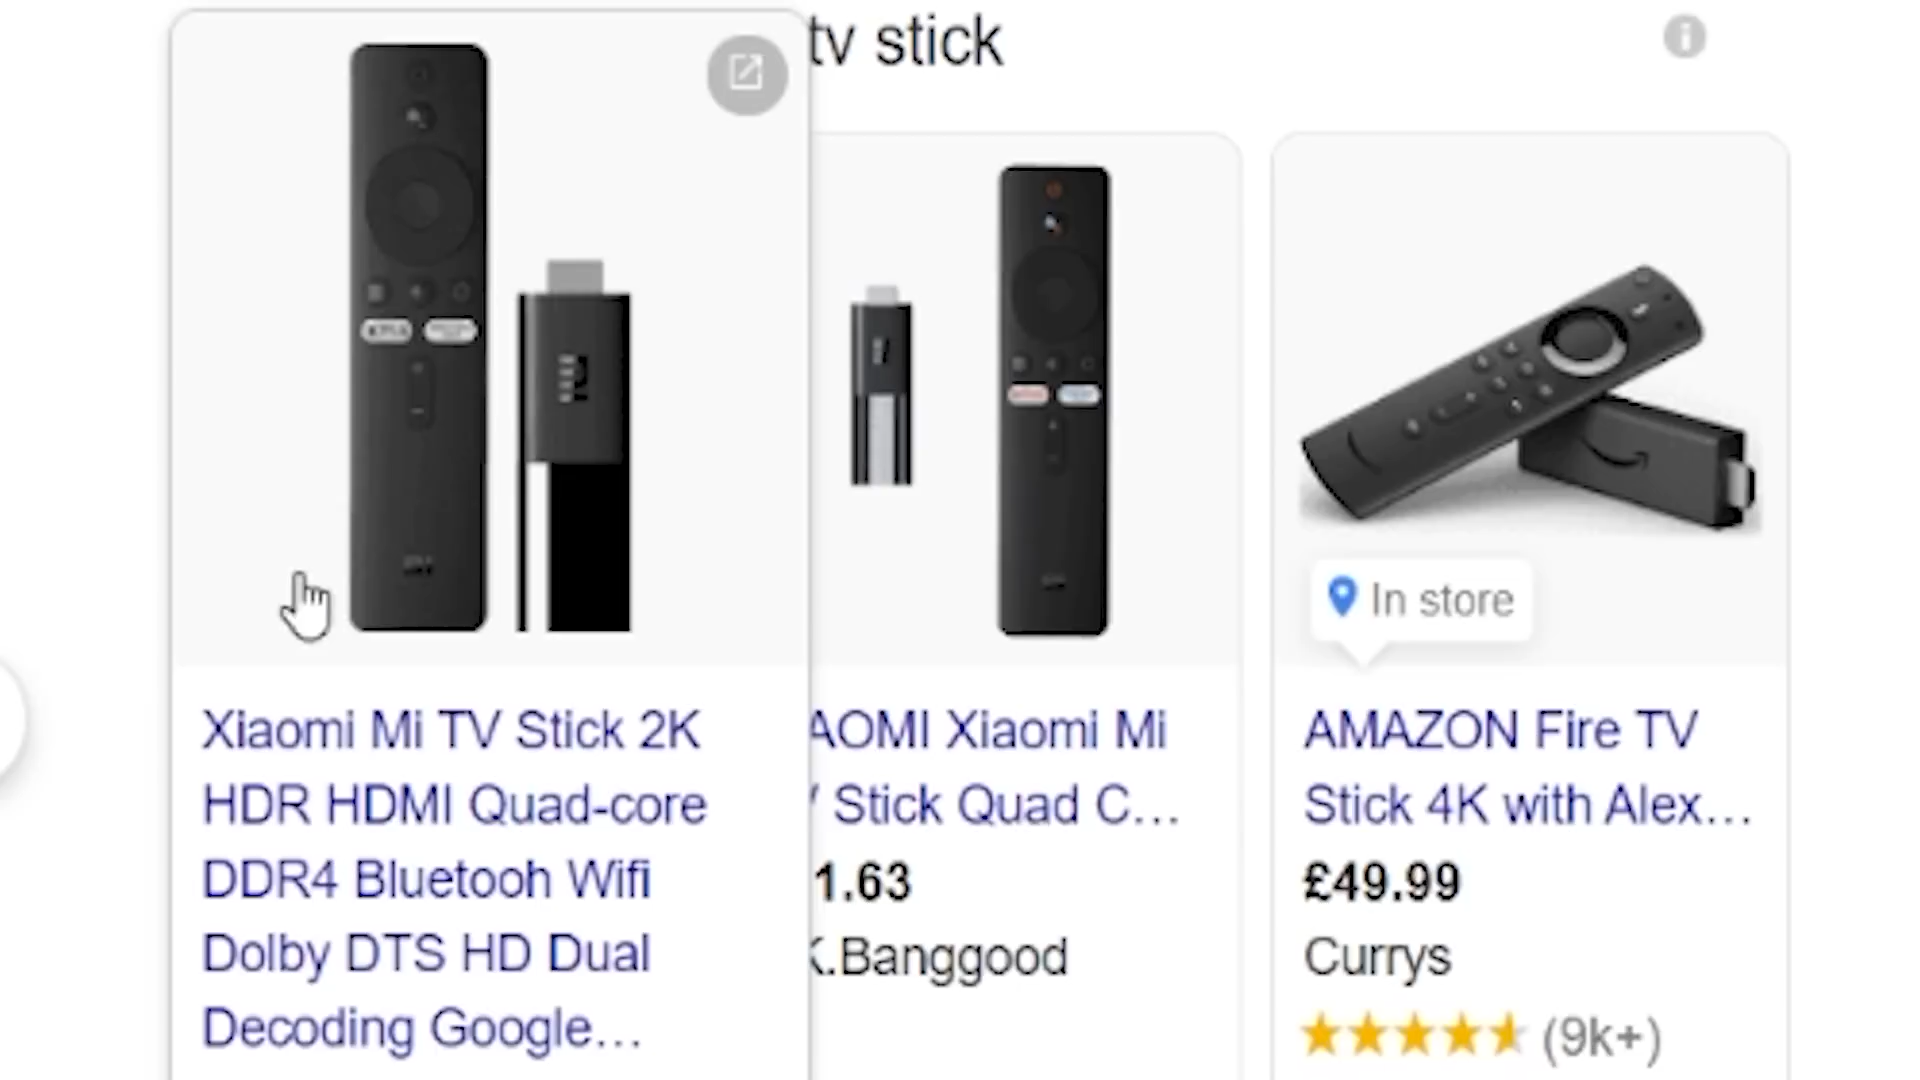 tv stick
Xiaomi Mi TV Stick 2K
HDR HDMI Quad-core
DDR4 Bluetooh Wifi
Dolby DTS HD Dual
Decoding Google...
AOMI Xiaomi Mi
Stick Quad C...
1.63
K.Banggood
In store
AMAZON Fire TV
Stick 4K with Alex...
£49.99
Currys
(9k+)